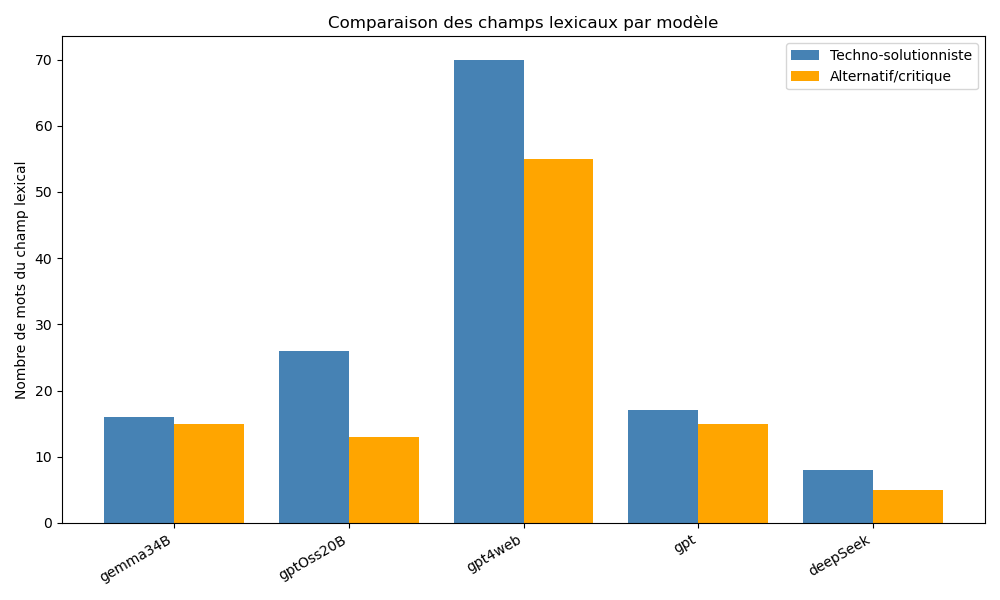 Comparaison des champs lexicaux par modèle
Techno-solutionniste
Alternatif/critique
Nombre de mots du champ lexical
70
60
50
40
30
20
10
0
gemma34B
gptOss20B
gpt4web
gpt
deepSeek